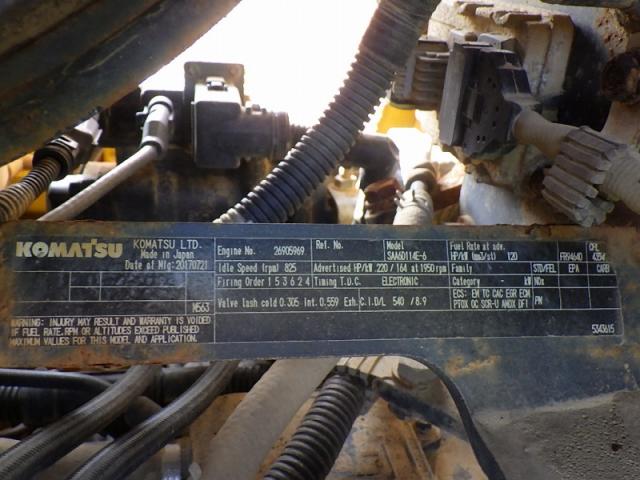 KOMATSU KOMATSU LTD.
Made in Japan
Date of Mfg: 20170721
N563
WARNING: INJURY MAY RESULT AND WARRANTY IS VOIDED
IF FUEL RATE. RPM OR ALTITUDES EXCEED PUBLISHED
MAXIMUM VALUES FOR THIS MODEL AND APPLICATION.
Engine No. 26905969 Ref. No. Model SAA6D114E-6 Fuel Rate at adv. HP/kW (mm3/st) 120 FR94640
Idle Speed (rpm) 825 Advertised HP/kW 220 / 164 at 1950 rpm Family STD/FEL EPA CARB
Firing Order 1 5 3 6 2 4 Timing T.D.C. ELECTRONIC Category - kW NOx
Valve lash cold 0.305 int. 0.559 Exh. C.I.D/L 540 / 8.9 ECS: EM TC CAC EGR ECM
PTOX OC SCR-U AMOX DFI PM
5343615